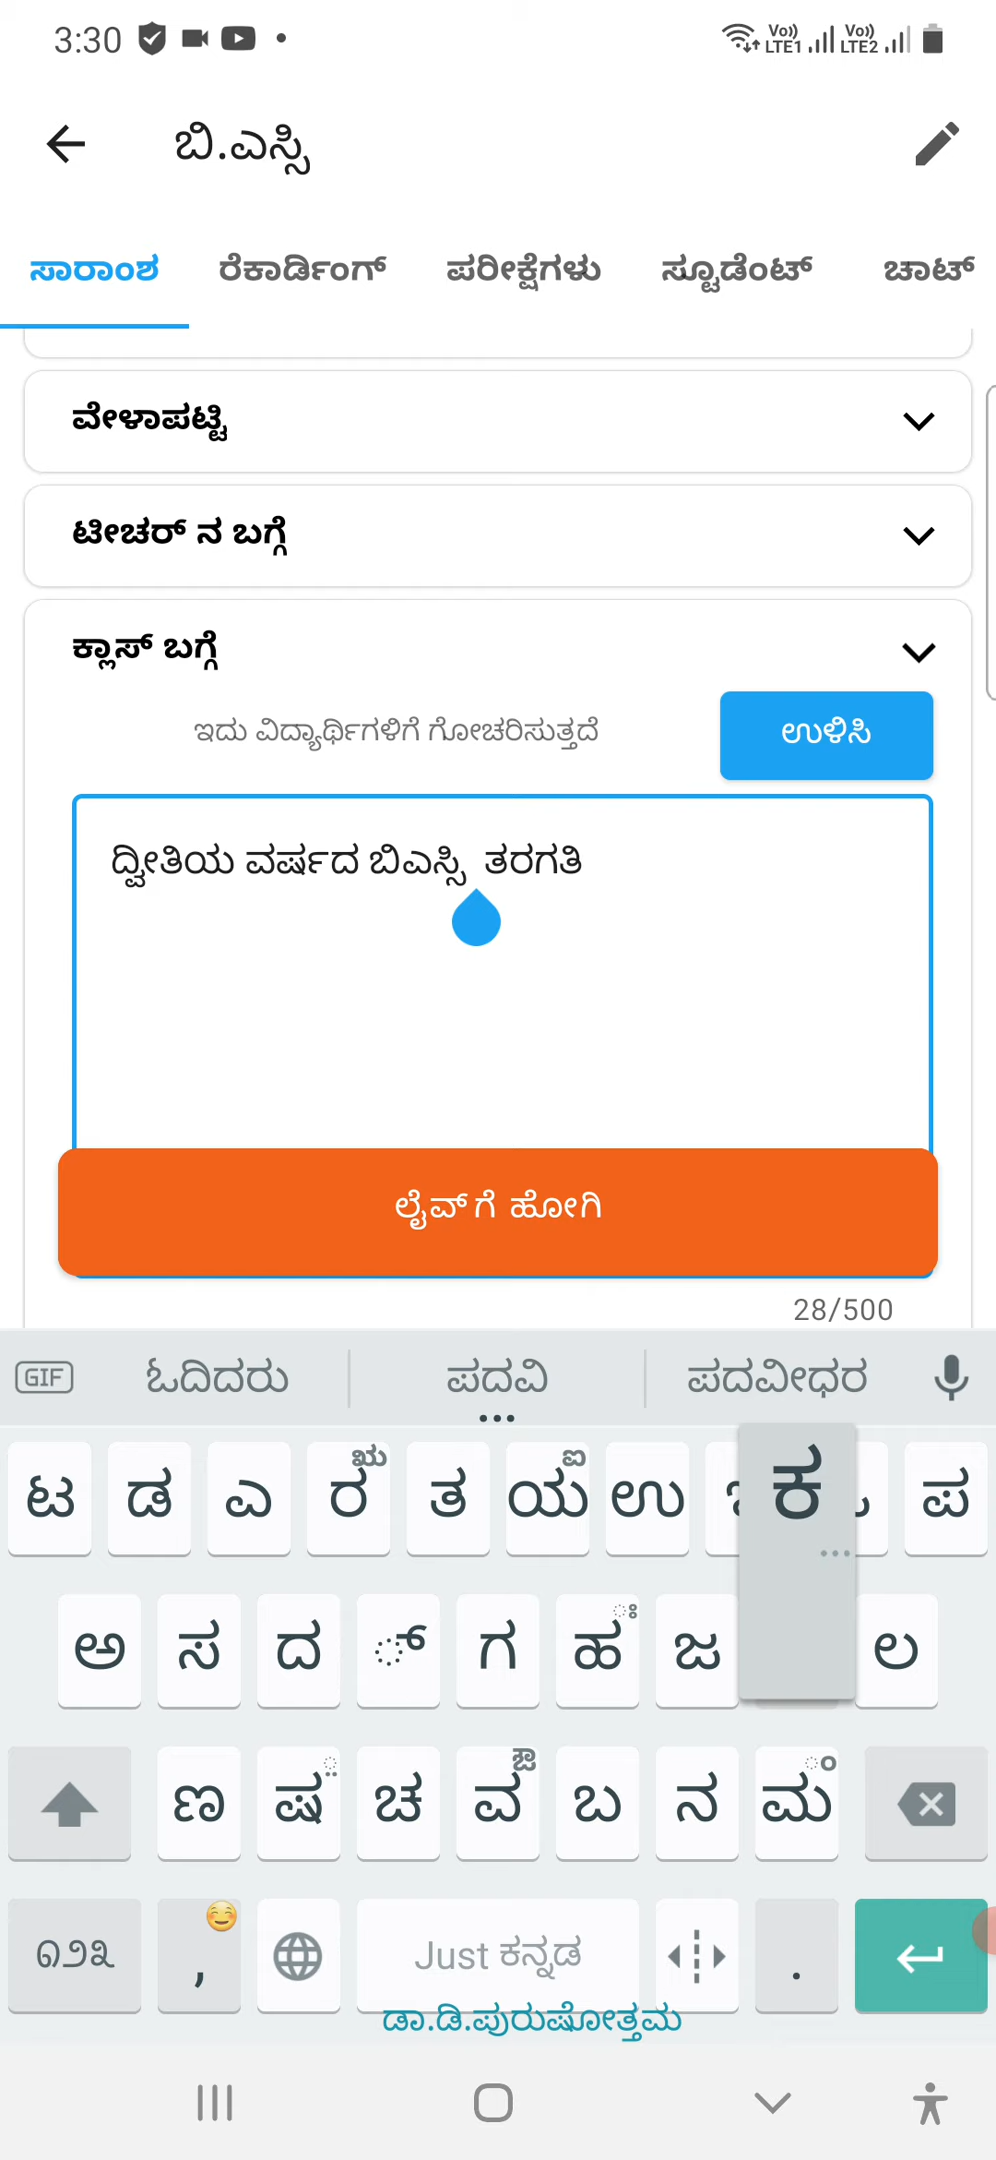 3:30 Vo)) LTE1 Vo)) LTE2
ಬಿ.ಎಸ್ಸಿ
ಸಾರಾಂಶ ರೆಕಾರ್ಡಿಂಗ್ ಪರೀಕ್ಷೆಗಳು ಸ್ಟೂಡೆಂಟ್ ಚಾಟ್
ವೇಳಾಪಟ್ಟಿ
ಟೀಚರ್ ನ ಬಗ್ಗೆ
ಕ್ಲಾಸ್ ಬಗ್ಗೆ
ಇದು ವಿದ್ಯಾರ್ಥಿಗಳಿಗೆ ಗೋಚರಿಸುತ್ತದೆ ಉಳಿಸಿ
ದ್ವೀತಿಯ ವರ್ಷದ ಬಿಎಸ್ಸಿ ತರಗತಿ
ಲೈವ್‌ಗೆ ಹೋಗಿ
28/500
GIF ಓದಿದರು ಪದವಿ ಪದವೀಧರ
ಟ ಡ ಎ ರ ಋ ತ ಯ ಐ ಉ ಕ ಪ
ಅ ಸ ದ ್ ಗ ಹ ಃ ಜ ಲ
ಣ ಷ ಚ ವ ಔ ಬ ನ ಮ ಂ
೧೨೩ , Just ಕನ್ನಡ .
ಡಾ.ಡಿ.ಪುರುಷೋತ್ತಮ